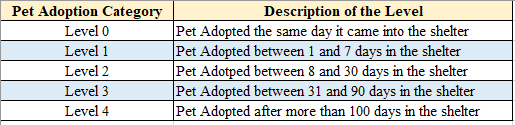 Pet Adoption Category Description of the Level
Level 0 Pet Adopted the same day it came into the shelter
Level 1 Pet Adopted between 1 and 7 days in the shelter
Level 2 Pet Adotped between 8 and 30 days in the shelter
Level 3 Pet Adopted between 31 and 90 days in the shelter
Level 4 Pet Adopted after more than 100 days in the shelter